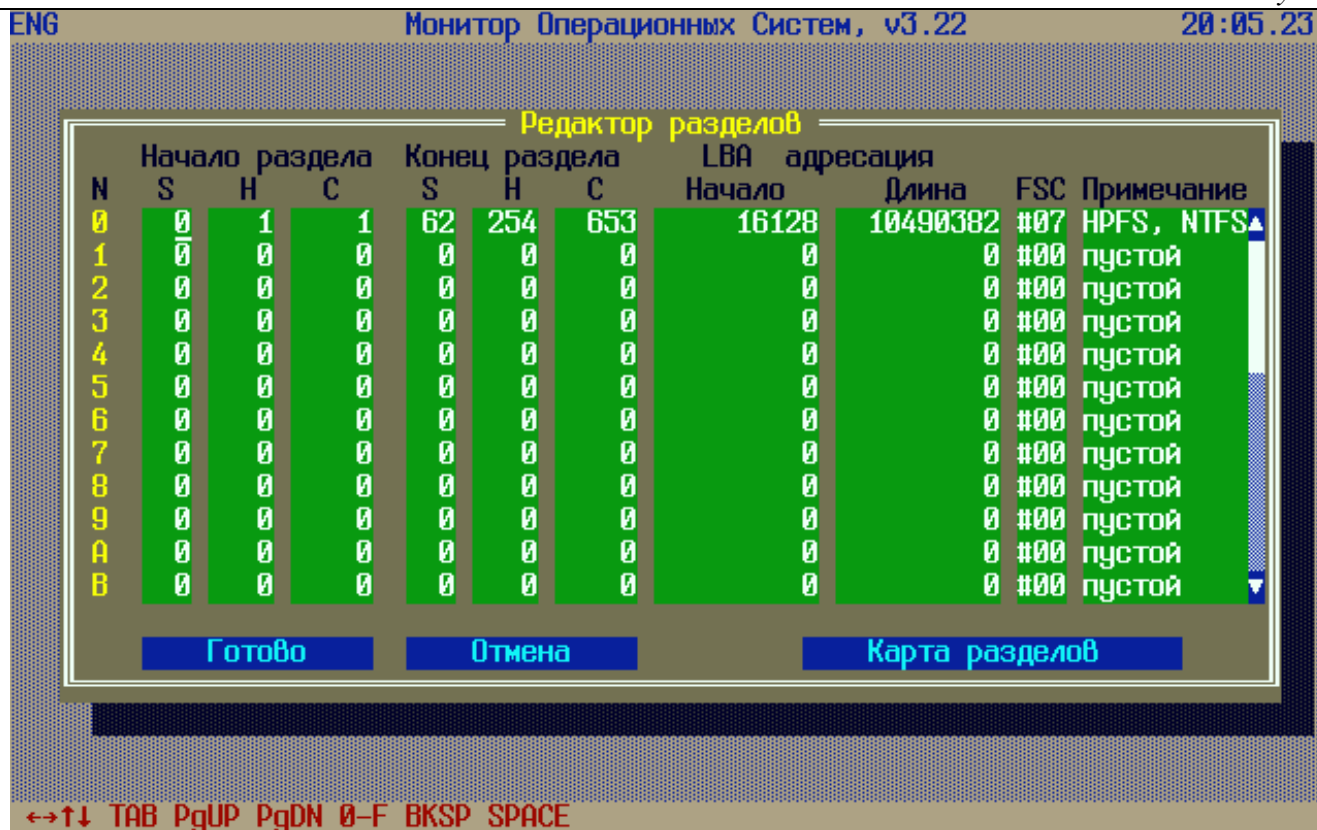 ENG Монитор Операционных Систем, v3.22 20:05.23
Редактор разделов
Начало раздела Конец раздела LBA адресация
N S H C S H C Начало Длина FSC Примечание
0 0 1 1 62 254 653 16128 10490382 #07 HPFS, NTFS
1 0 0 0 0 0 0 0 0 #00 пустой
2 0 0 0 0 0 0 0 0 #00 пустой
3 0 0 0 0 0 0 0 0 #00 пустой
4 0 0 0 0 0 0 0 0 #00 пустой
5 0 0 0 0 0 0 0 0 #00 пустой
6 0 0 0 0 0 0 0 0 #00 пустой
7 0 0 0 0 0 0 0 0 #00 пустой
8 0 0 0 0 0 0 0 0 #00 пустой
9 0 0 0 0 0 0 0 0 #00 пустой
A 0 0 0 0 0 0 0 0 #00 пустой
B 0 0 0 0 0 0 0 0 #00 пустой
Готово Отмена Карта разделов
←→↑↓ TAB PgUP PgDN 0-F BKSP SPACE